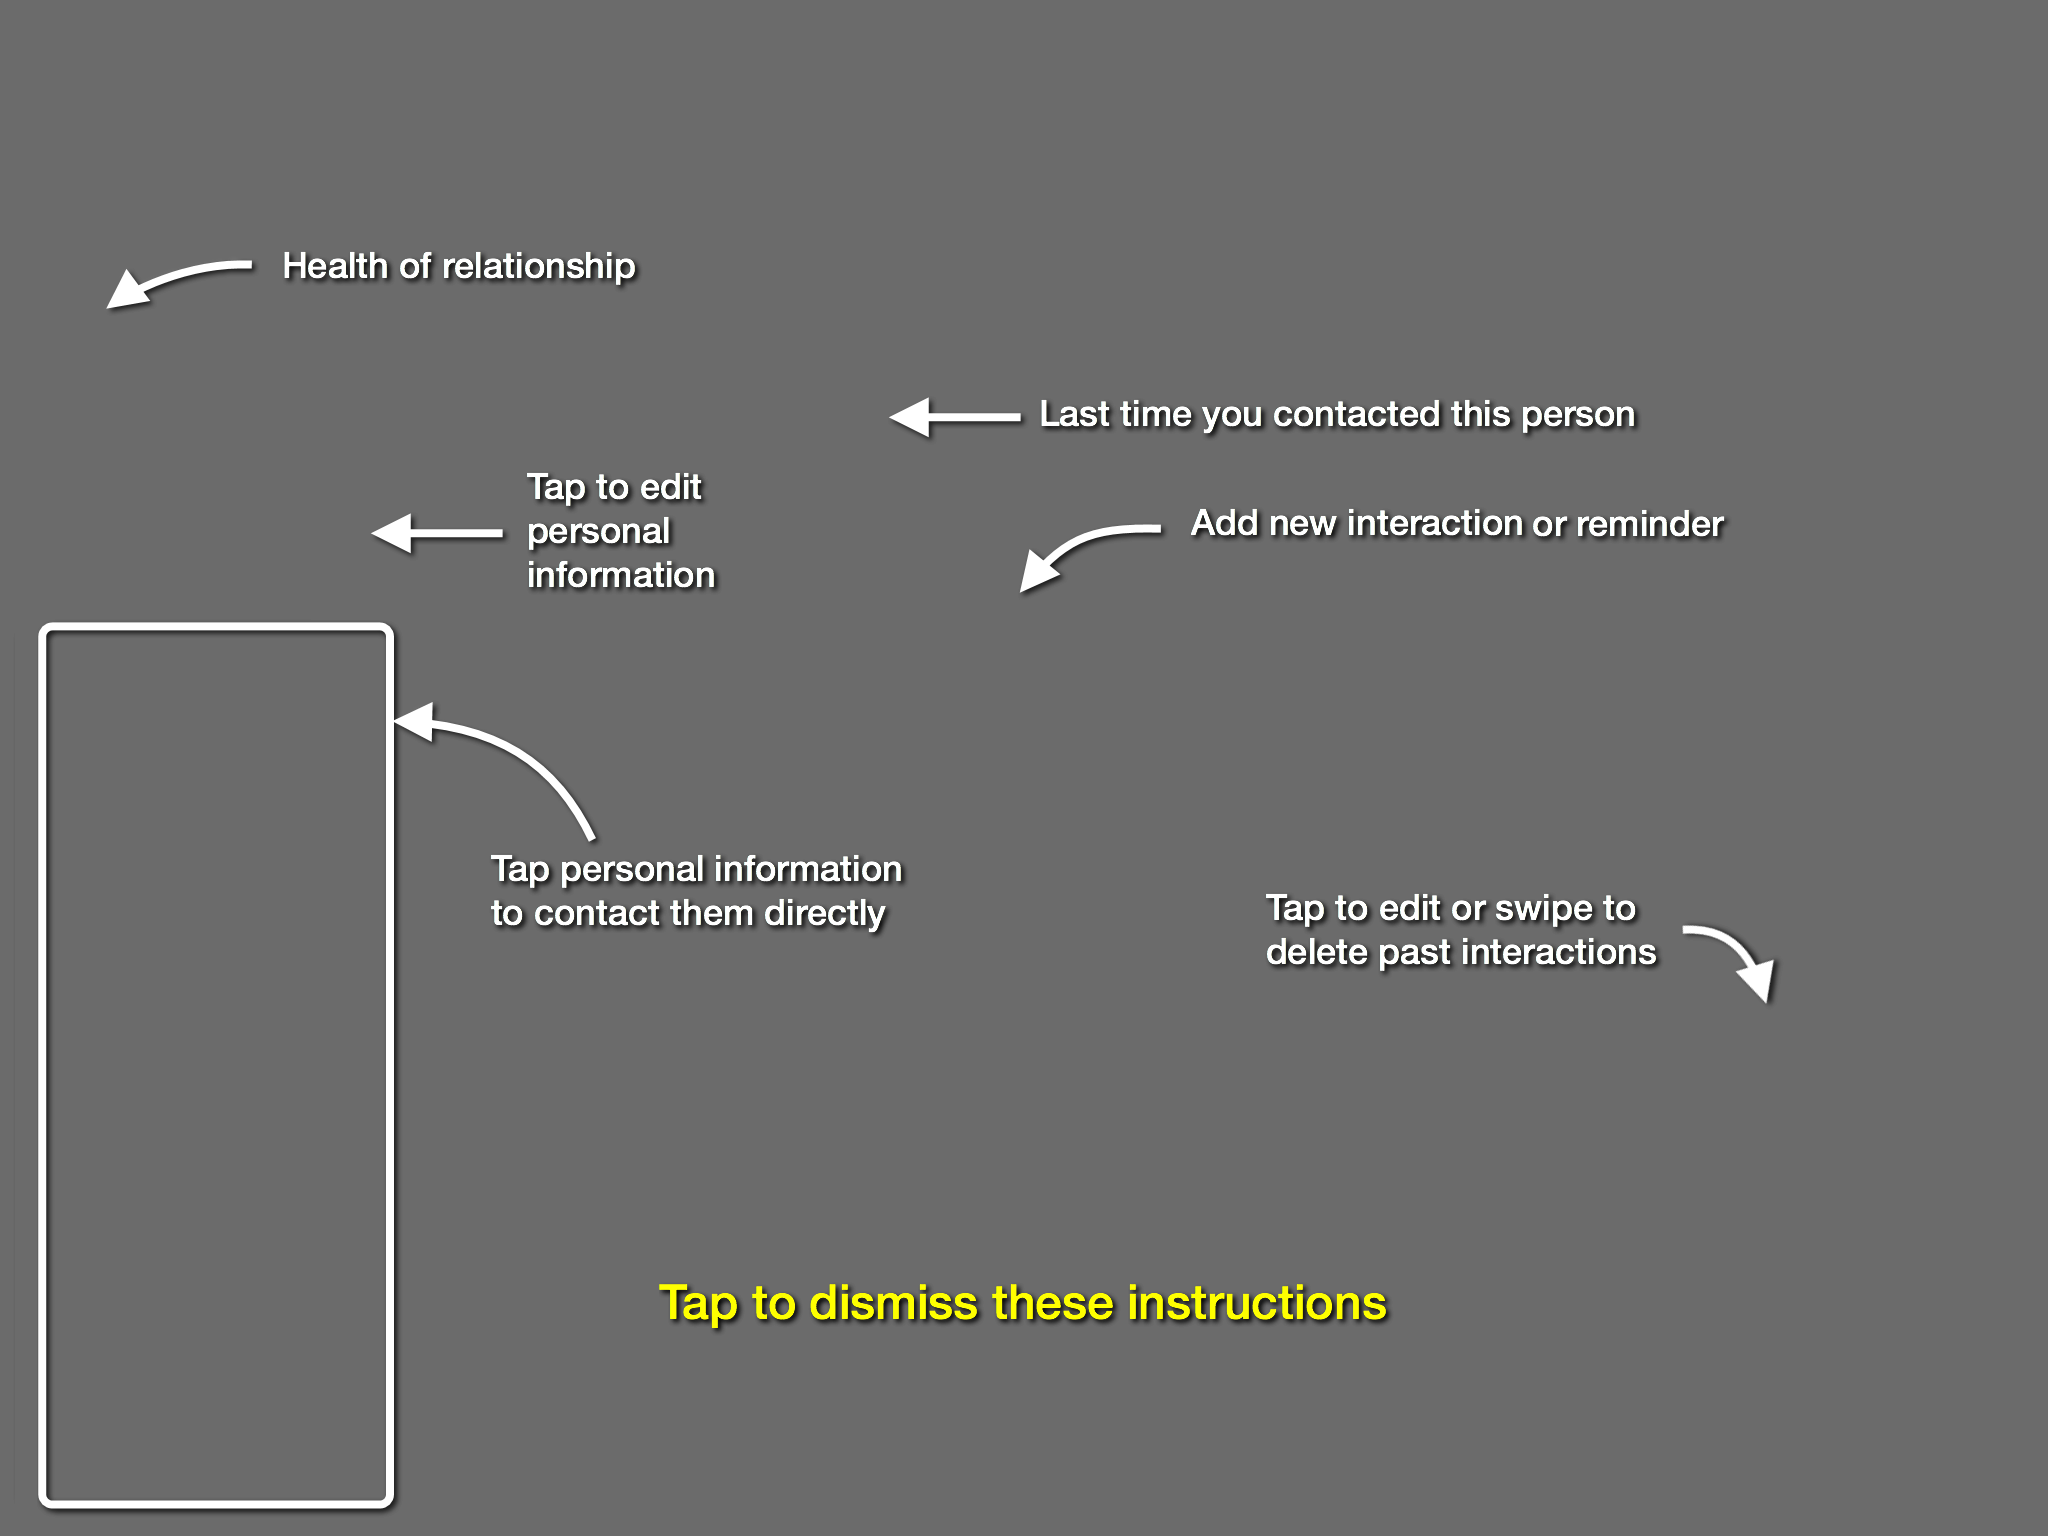 Health of relationship
Last time you contacted this person
Tap to edit
personal
information
Add new interaction or reminder
Tap personal information
to contact them directly
Tap to edit or swipe to
delete past interactions
Tap to dismiss these instructions